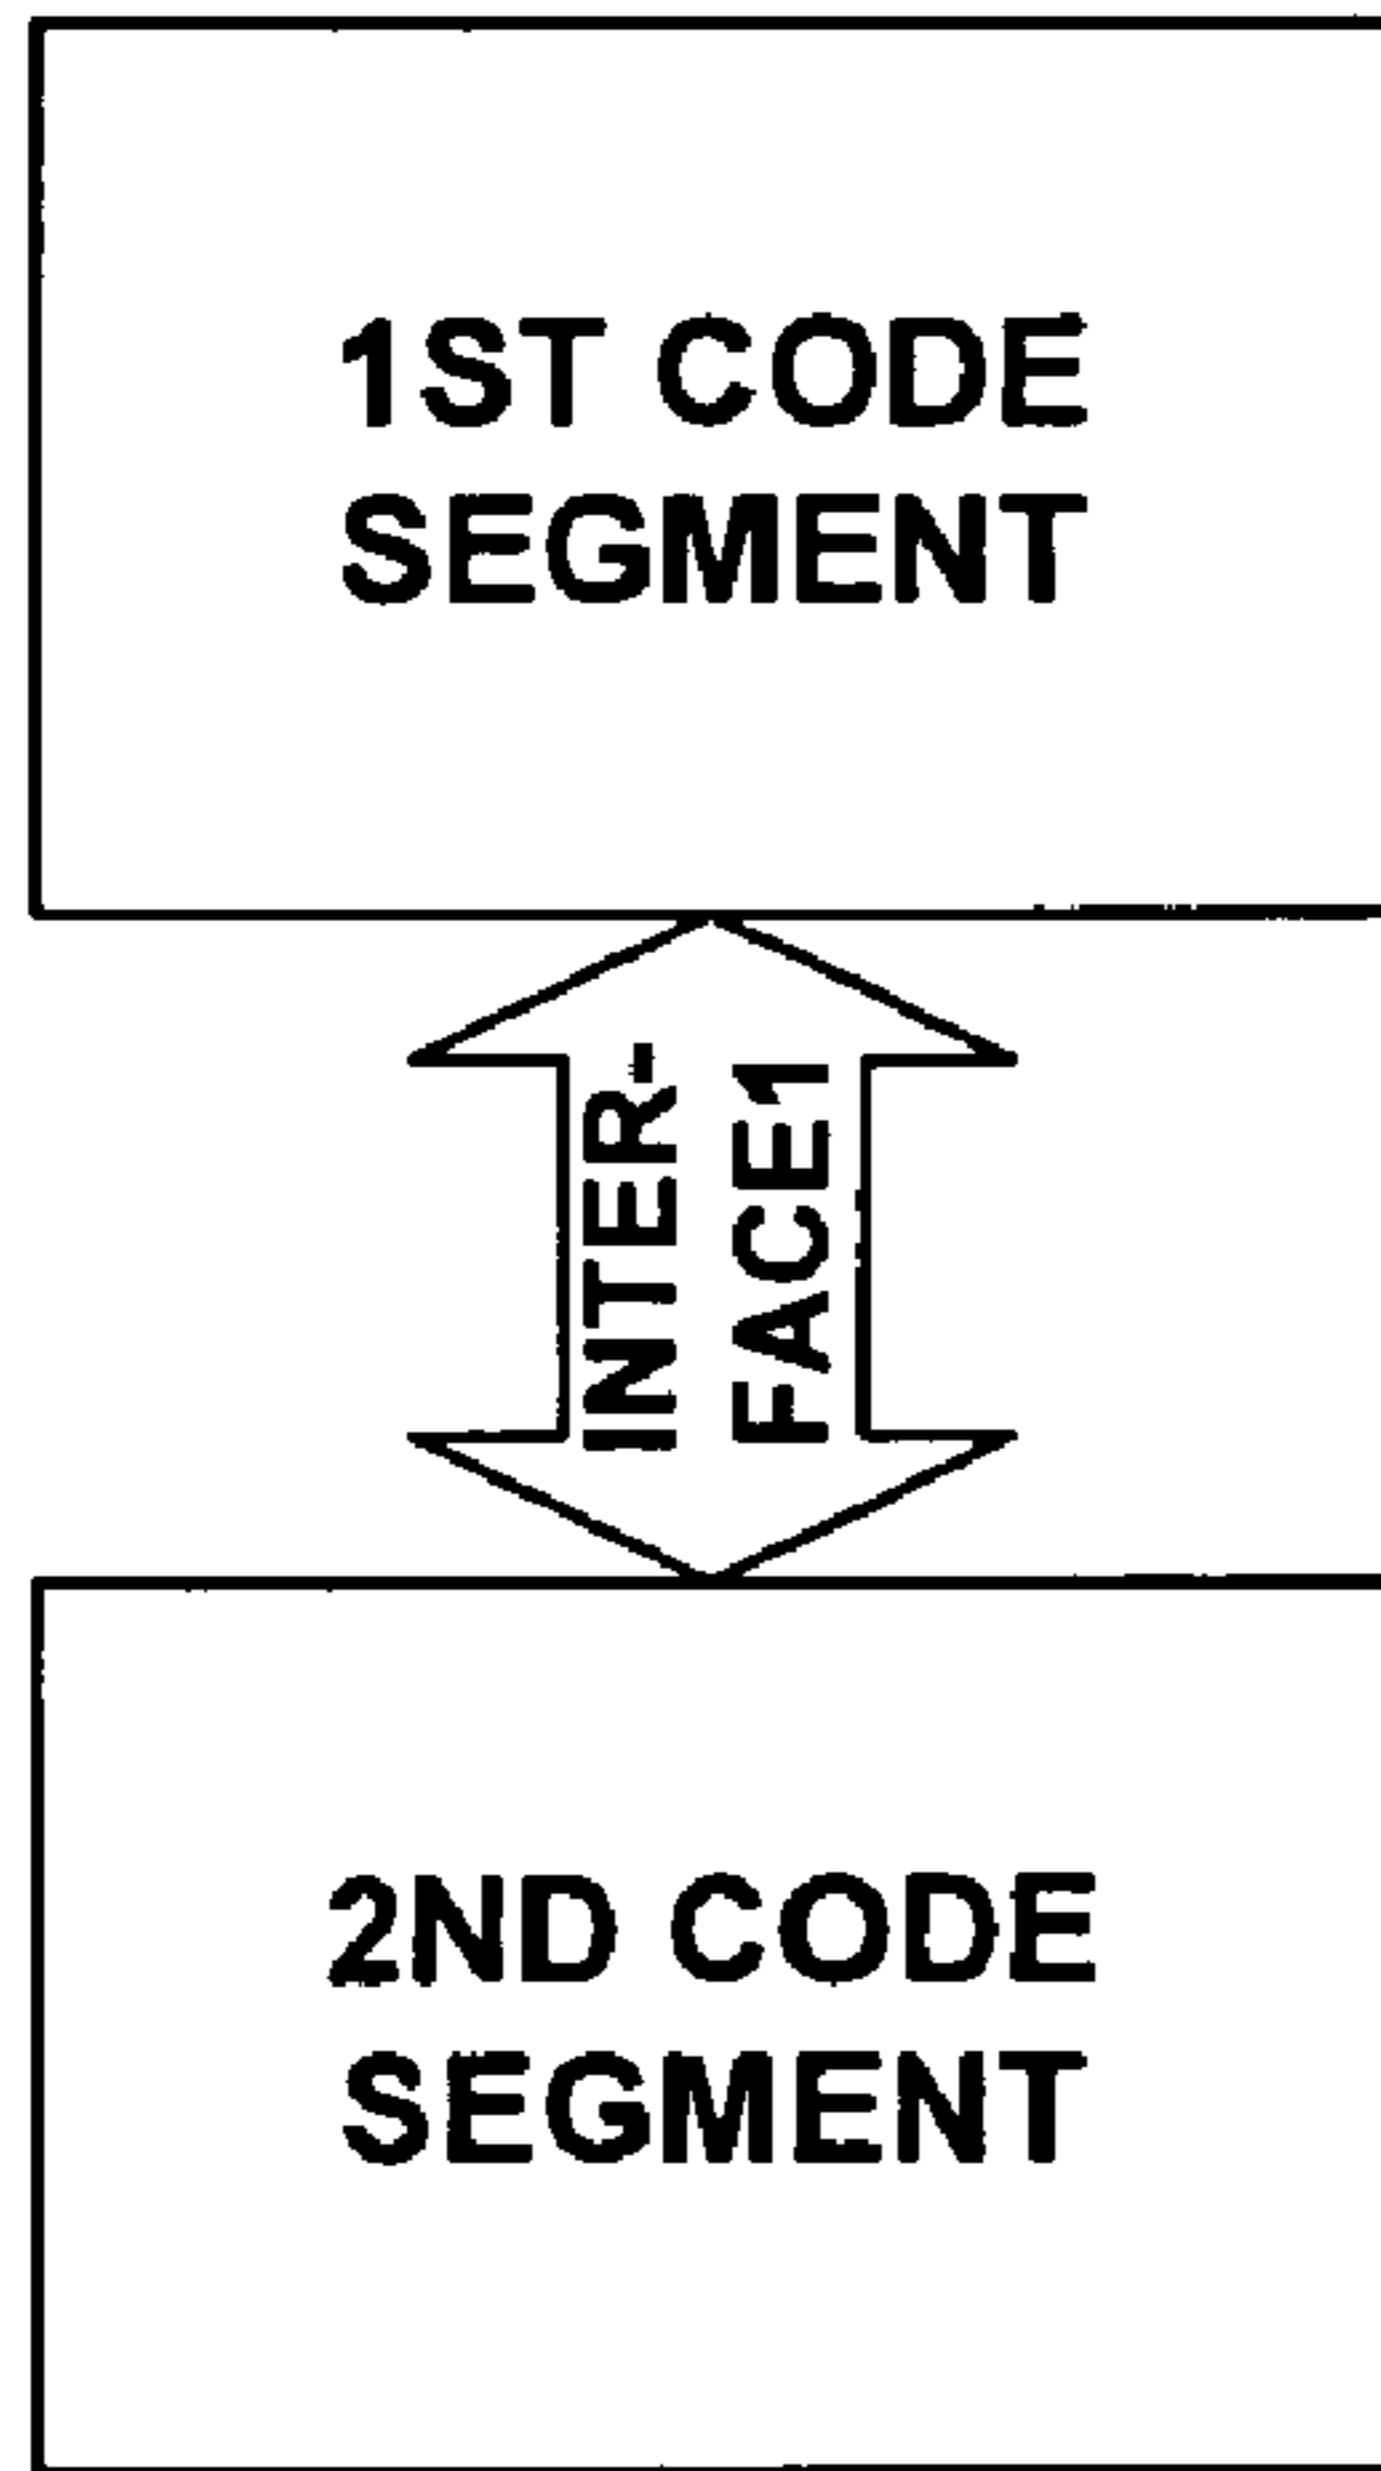 1ST CODE
SEGMENT
INTER-
FACE1
2ND CODE
SEGMENT